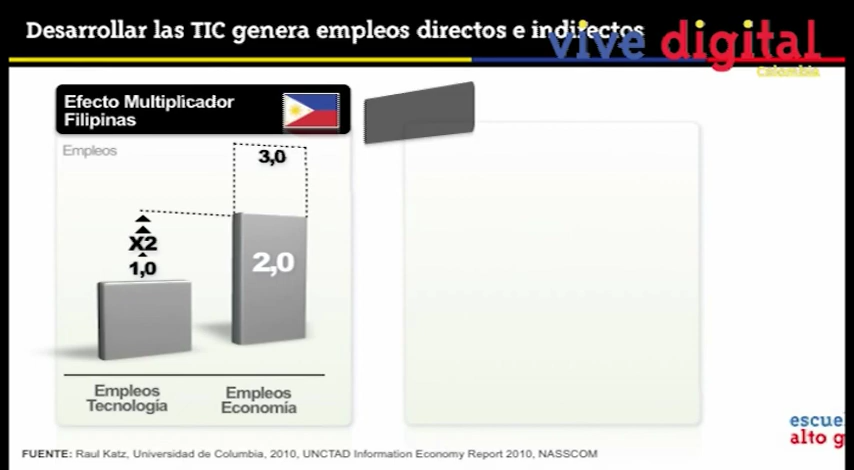 Desarrollar las TIC genera empleos directos e indirectos
vive digital
Colombia
Efecto Multiplicador
Filipinas
Empleos
3,0
X2
1,0
2,0
Empleos
Tecnología
Empleos
Economía
escue
alto g
FUENTE: Raul Katz, Universidad de Columbia, 2010, UNCTAD Information Economy Report 2010, NASSCOM